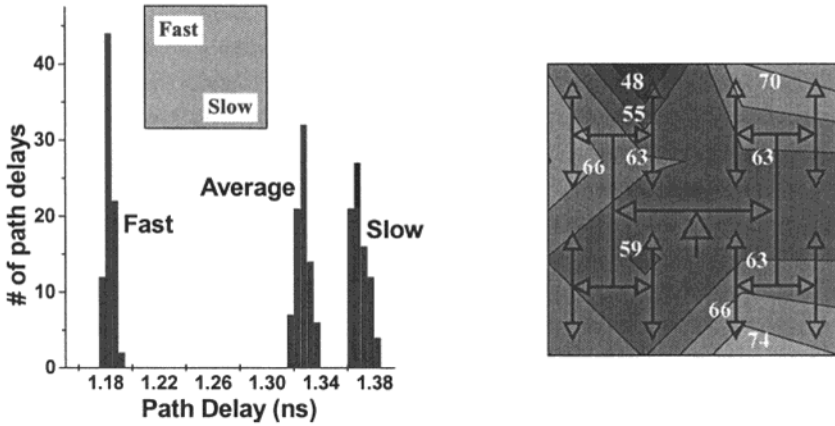 # of path delays
40
30
20
10
0
Fast
Slow
Fast
Average
Slow
1.18 1.22 1.26 1.30 1.34 1.38
Path Delay (ns)
48
70
55
66
63
63
59
63
66
74